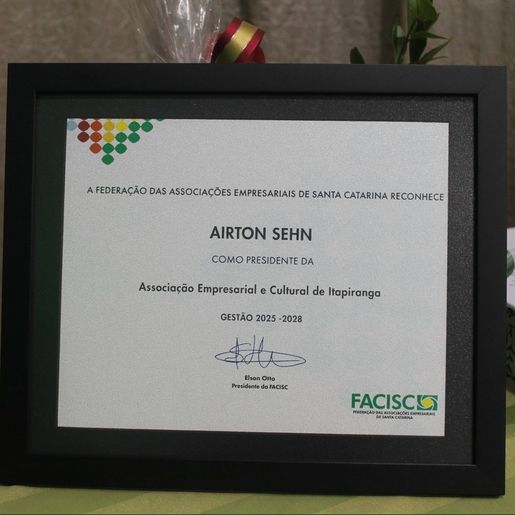 A FEDERAÇÃO DAS ASSOCIAÇÕES EMPRESARIAIS DE SANTA CATARINA RECONHECE
AIRTON SEHN
COMO PRESIDENTE DA
Associação Empresarial e Cultural de Itapiranga
GESTÃO 2025 -2028
Elson Otto
Presidente da FACISC
FACISC
FEDERAÇÃO DAS ASSOCIAÇÕES EMPRESARIAIS
DE SANTA CATARINA